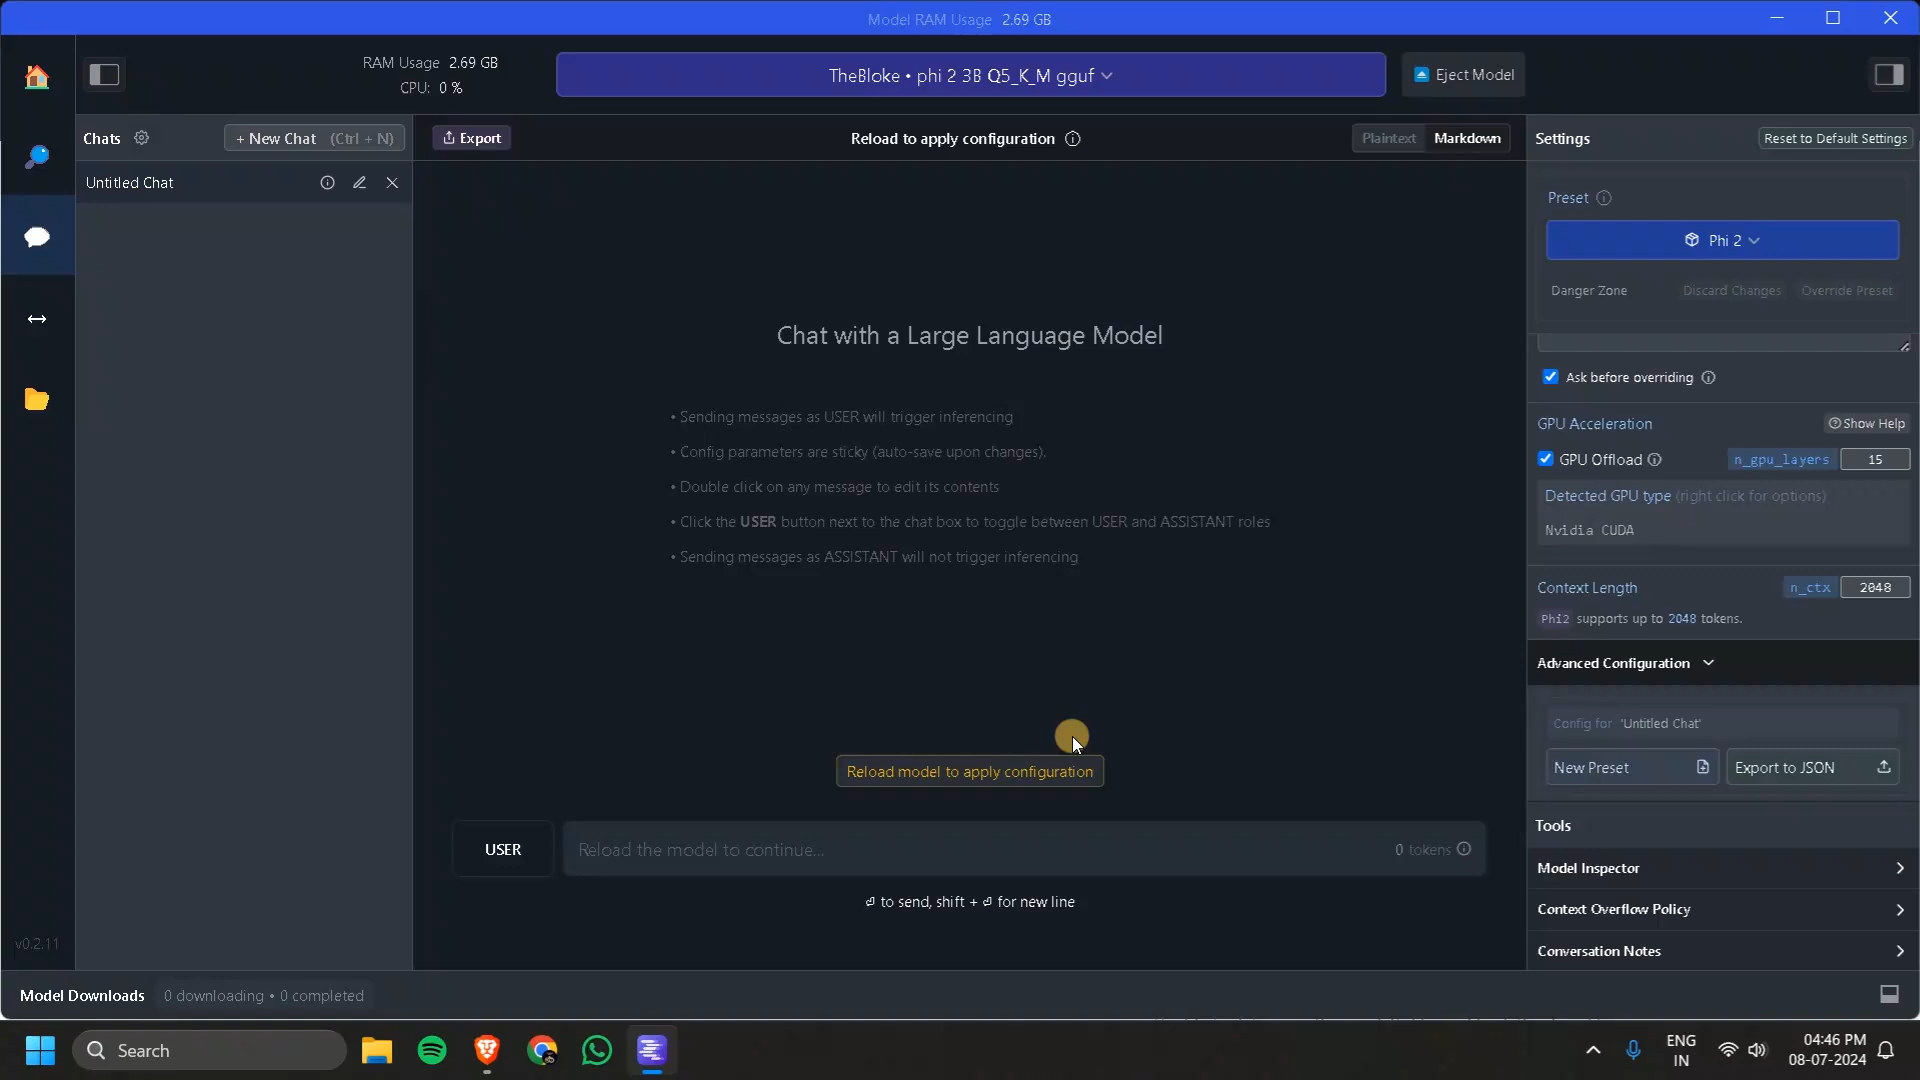 Model RAM Usage 2.69 GB
RAM Usage 2.69 GB
CPU: 0 %
TheBloke • phi 2 3B Q5_K_M gguf
Eject Model
Chats
+ New Chat (Ctrl + N)
Export
Reload to apply configuration
Plaintext Markdown
Settings
Reset to Default Settings
Untitled Chat
Preset
Phi 2
Danger Zone Discard Changes Override Preset
Chat with a Large Language Model
• Sending messages as USER will trigger inferencing
• Config parameters are sticky (auto-save upon changes).
• Double click on any message to edit its contents
• Click the USER button next to the chat box to toggle between USER and ASSISTANT roles
• Sending messages as ASSISTANT will not trigger inferencing
Ask before overriding
GPU Acceleration Show Help
GPU Offload n_gpu_layers 15
Detected GPU type (right click for options)
Nvidia CUDA
Context Length n_ctx 2048
Phi2 supports up to 2048 tokens.
Advanced Configuration
Config for 'Untitled Chat'
New Preset Export to JSON
Reload model to apply configuration
USER
Reload the model to continue...
0 tokens
⏎ to send, shift + ⏎ for new line
Tools
Model Inspector
Context Overflow Policy
Conversation Notes
v0.2.11
Model Downloads 0 downloading • 0 completed
Search
ENG
IN
04:46 PM
08-07-2024